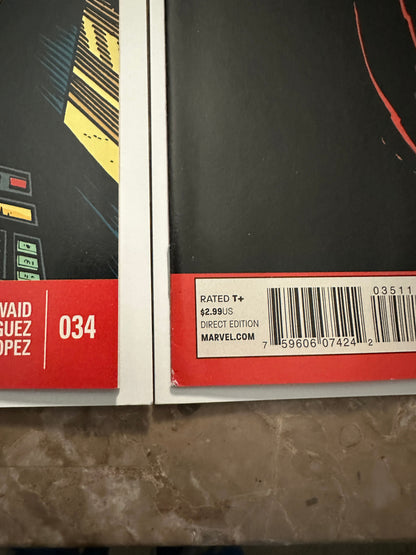 WAID
GUEZ
OPEZ
034
RATED T+
$2.99US
DIRECT EDITION
MARVEL.COM
03511
7 59606 07424 2